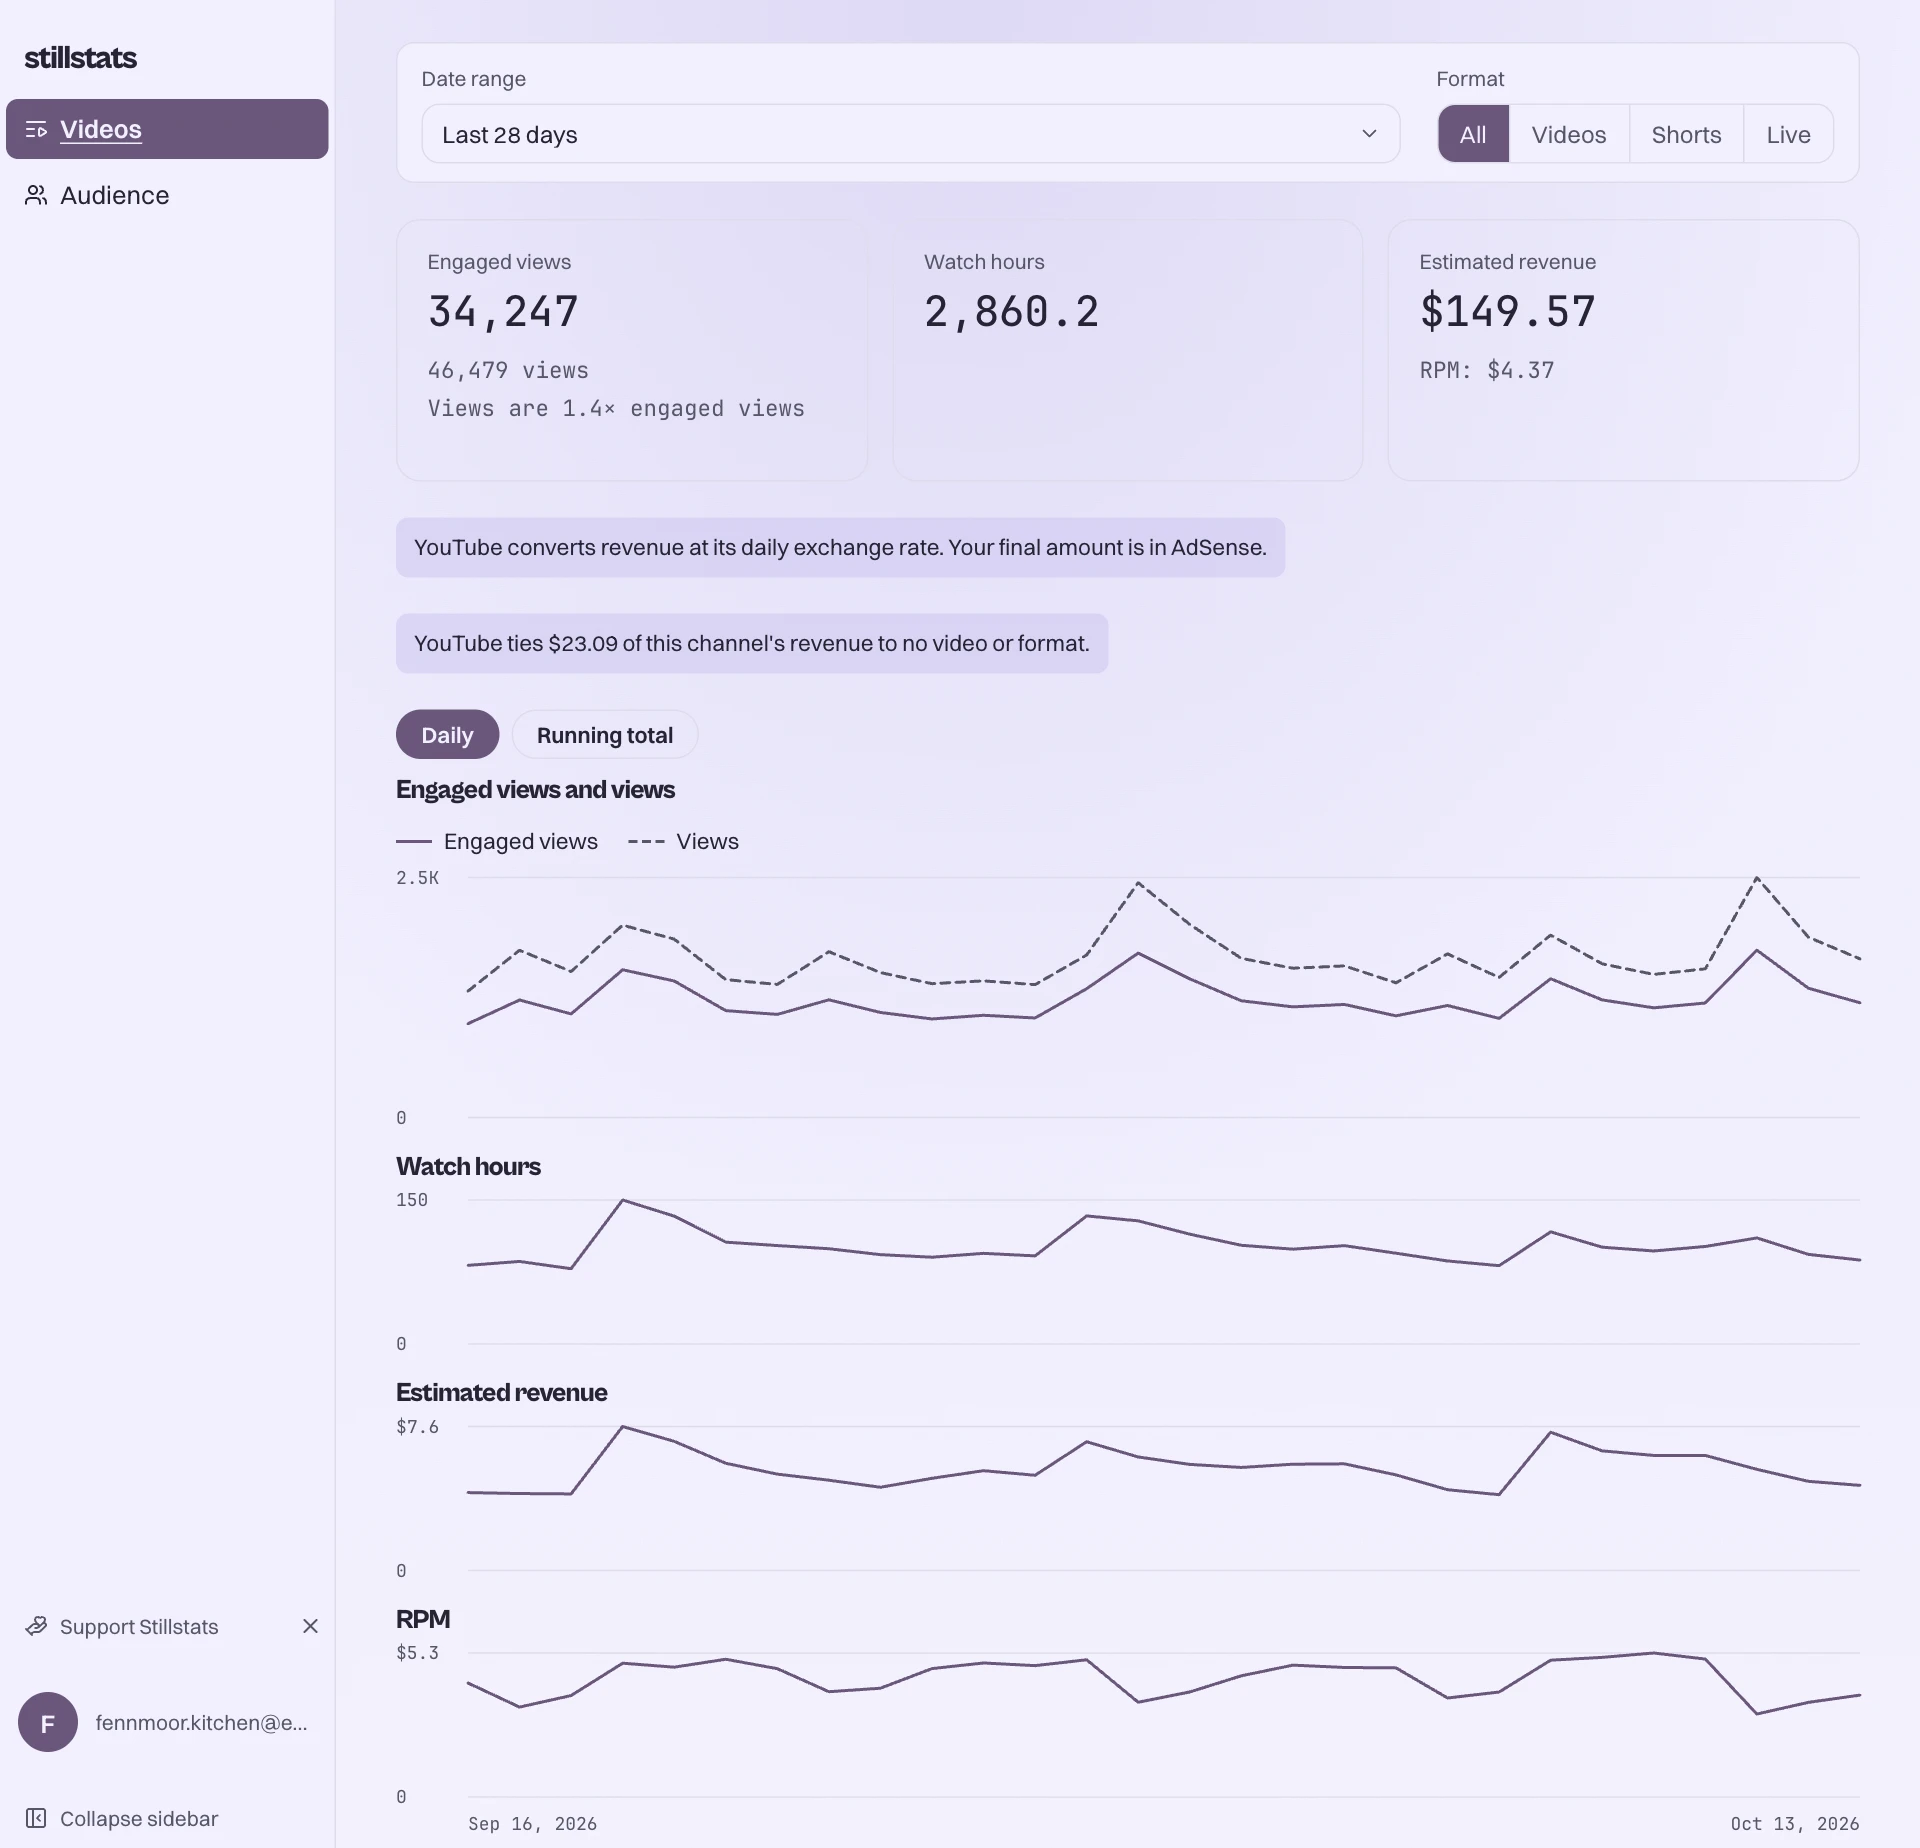 stillstats
Videos
Audience
Support Stillstats
F
fennmoor.kitchen@e...
Collapse sidebar
Date range
Last 28 days
Format
All
Videos
Shorts
Live
Engaged views
34,247
46,479 views
Views are 1.4× engaged views
Watch hours
2,860.2
Estimated revenue
$149.57
RPM: $4.37
YouTube converts revenue at its daily exchange rate. Your final amount is in AdSense.
YouTube ties $23.09 of this channel's revenue to no video or format.
Daily
Running total
Engaged views and views
Engaged views
Views
2.5K
0
Watch hours
150
0
Estimated revenue
$7.6
0
RPM
$5.3
0
Sep 16, 2026
Oct 13, 2026